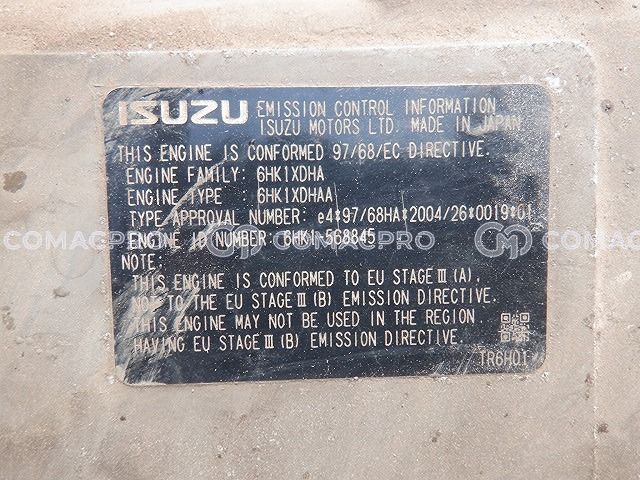 ISUZU EMISSION CONTROL INFORMATION
ISUZU MOTORS LTD. MADE IN JAPAN.
THIS ENGINE IS CONFORMED 97/68/EC DIRECTIVE.
ENGINE FAMILY: 6HK1XDHA
ENGINE TYPE : 6HK1XDHAA
TYPE APPROVAL NUMBER: e4*97/68HA*2004/26*0019*01
ENGINE ID NUMBER: 6HK1-568845
COMAGPRO CM COMAGPRO CM COMAGPRO
NOTE:
THIS ENGINE IS CONFORMED TO EU STAGE Ⅲ (A),
NOT TO THE EU STAGE Ⅲ (B) EMISSION DIRECTIVE.
THIS ENGINE MAY NOT BE USED IN THE REGION
HAVING EU STAGE Ⅲ (B) EMISSION DIRECTIVE.
TR6H01